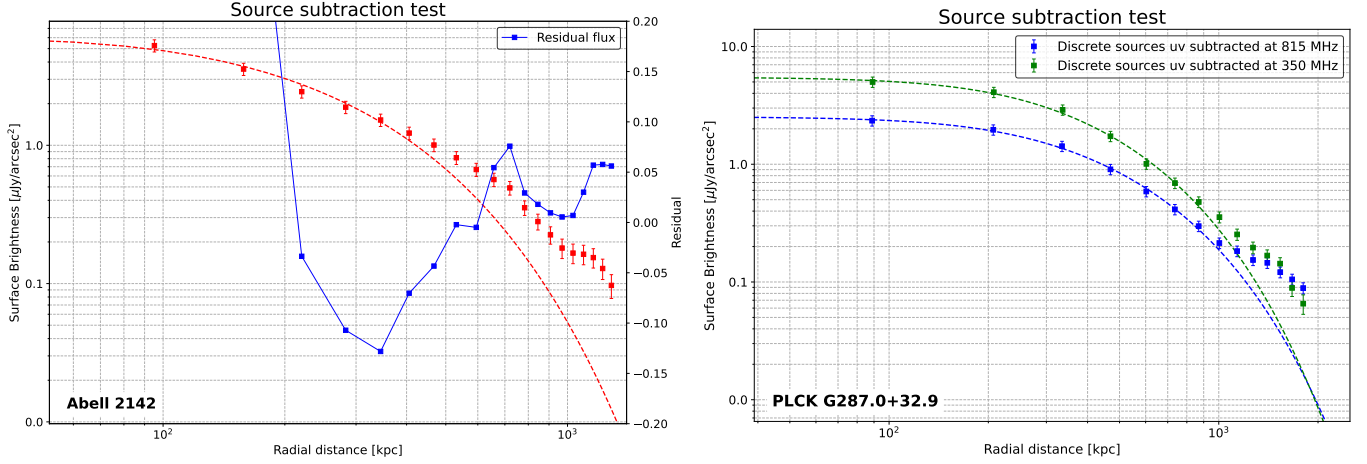 Source subtraction test
Residual flux
Surface Brightness [μJy/arcsec²]
1.0
0.1
0.0
0.20
0.15
0.10
0.05
0.00
−0.05
−0.10
−0.15
−0.20
Residual
Abell 2142
10²
10³
Radial distance [kpc]
Source subtraction test
Discrete sources uv subtracted at 815 MHz
Discrete sources uv subtracted at 350 MHz
Surface Brightness [μJy/arcsec²]
10.0
1.0
0.1
0.0
PLCK G287.0+32.9
10²
10³
Radial distance [kpc]